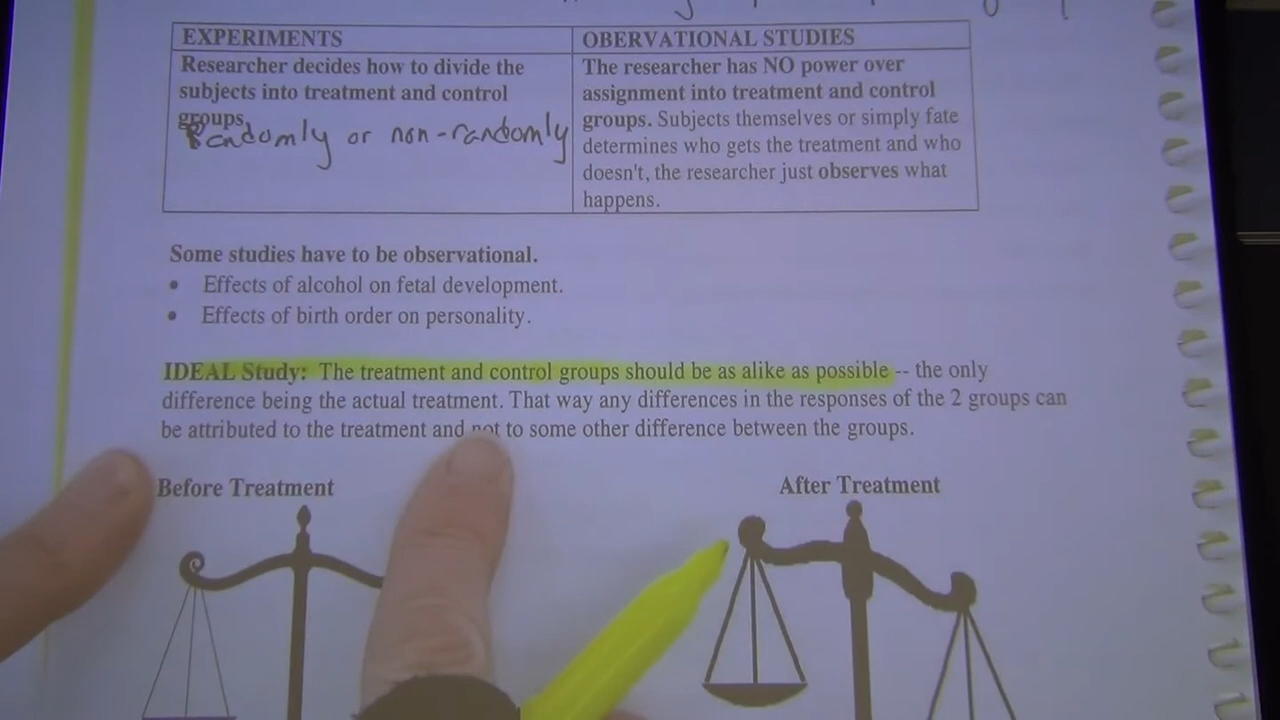 EXPERIMENTS
Researcher decides how to divide the
subjects into treatment and control
groups.
Randomly or non-randomly
OBERVATIONAL STUDIES
The researcher has NO power over
assignment into treatment and control
groups. Subjects themselves or simply fate
determines who gets the treatment and who
doesn't, the researcher just observes what
happens.
Some studies have to be observational.
• Effects of alcohol on fetal development.
• Effects of birth order on personality.
IDEAL Study: The treatment and control groups should be as alike as possible -- the only
difference being the actual treatment. That way any differences in the responses of the 2 groups can
be attributed to the treatment and not to some other difference between the groups.
Before Treatment
After Treatment